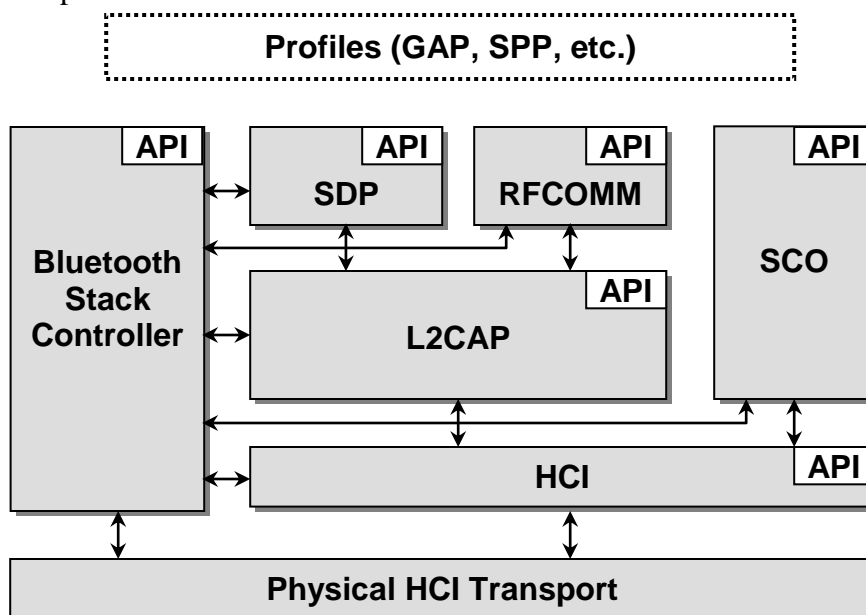 Profiles (GAP, SPP, etc.)
API
API
API
API
SDP
RFCOMM
Bluetooth
Stack
Controller
SCO
API
L2CAP
API
HCI
Physical HCI Transport